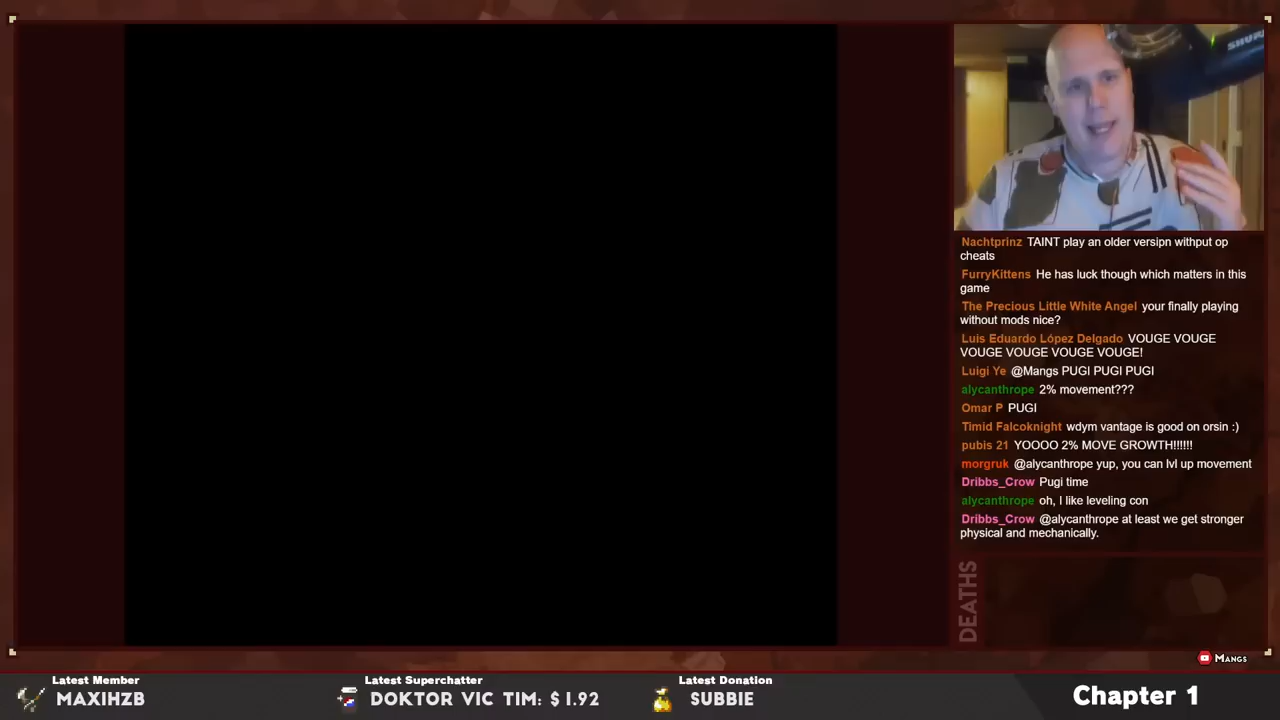 SHURE
Nachtprinz TAINT play an older versipn withput op
cheats
FurryKittens He has luck though which matters in this
game
The Precious Little White Angel your finally playing
without mods nice?
Luis Eduardo López Delgado VOUGE VOUGE
VOUGE VOUGE VOUGE VOUGE!
Luigi Ye @Mangs PUGI PUGI PUGI
alycanthrope 2% movement???
Omar P PUGI
Timid Falcoknight wdym vantage is good on orsin :)
pubis 21 YOOOO 2% MOVE GROWTH!!!!!!
morgruk @alycanthrope yup, you can lvl up movement
Dribbs_Crow Pugi time
alycanthrope oh, I like leveling con
Dribbs_Crow @alycanthrope at least we get stronger
physical and mechanically.
DEATHS
MANGS
Latest Member
MAXIHZB
Latest Superchatter
DOKTOR VIC TIM: $1.92
Latest Donation
SUBBIE
Chapter 1